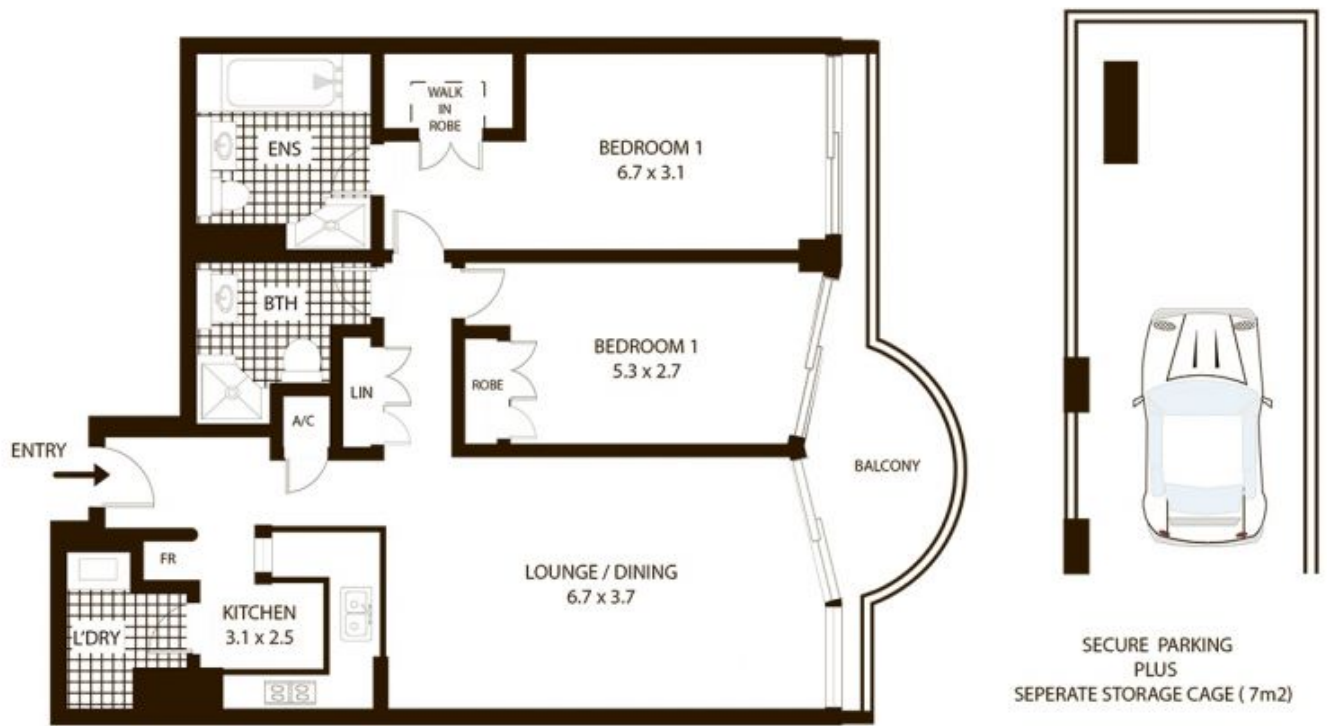 ENS
WALK
IN
ROBE
BEDROOM 1
6.7 x 3.1
BTH
BEDROOM 1
5.3 x 2.7
LIN
ROBE
A/C
ENTRY
BALCONY
FR
LOUNGE / DINING
6.7 x 3.7
KITCHEN
3.1 x 2.5
L'DRY
SECURE PARKING
PLUS
SEPERATE STORAGE CAGE ( 7m2)